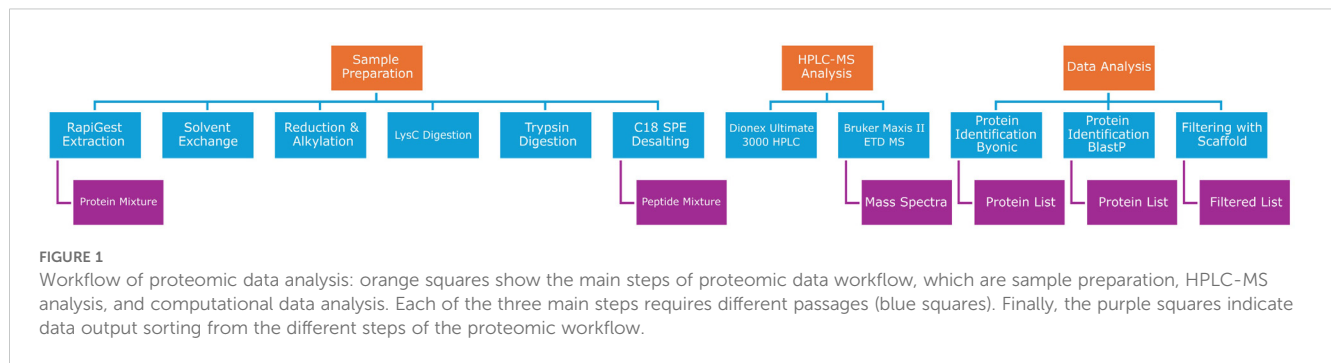 Sample
Preparation
HPLC-MS
Analysis
Data Analysis
RapiGest
Extraction
Solvent
Exchange
Reduction &
Alkylation
LysC Digestion
Trypsin
Digestion
C18 SPE
Desalting
Dionex Ultimate
3000 HPLC
Bruker Maxis II
ETD MS
Protein
Identification
Byonic
Protein
Identification
BlastP
Filtering with
Scaffold
Protein Mixture
Peptide Mixture
Mass Spectra
Protein List
Protein List
Filtered List
FIGURE 1
Workflow of proteomic data analysis: orange squares show the main steps of proteomic data workflow, which are sample preparation, HPLC-MS
analysis, and computational data analysis. Each of the three main steps requires different passages (blue squares). Finally, the purple squares indicate
data output sorting from the different steps of the proteomic workflow.